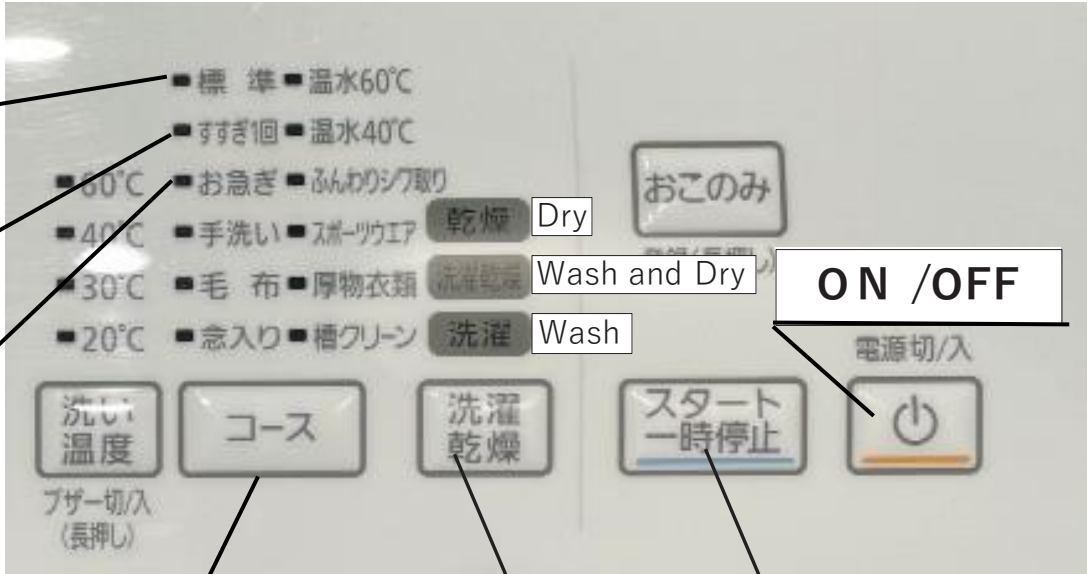 標準 温水60℃
すすぎ1回 温水40℃
60℃ お急ぎ ふんわりシワ取り
40℃ 手洗い スポーツウエア 乾燥 Dry
30℃ 毛布 厚物衣類 洗濯乾燥 Wash and Dry
20℃ 念入り 槽クリーン 洗濯 Wash
おこのみ
ON /OFF
電源切/入
洗い
温度
コース
洗濯
乾燥
スタート
一時停止
ブザー切/入
(長押し)